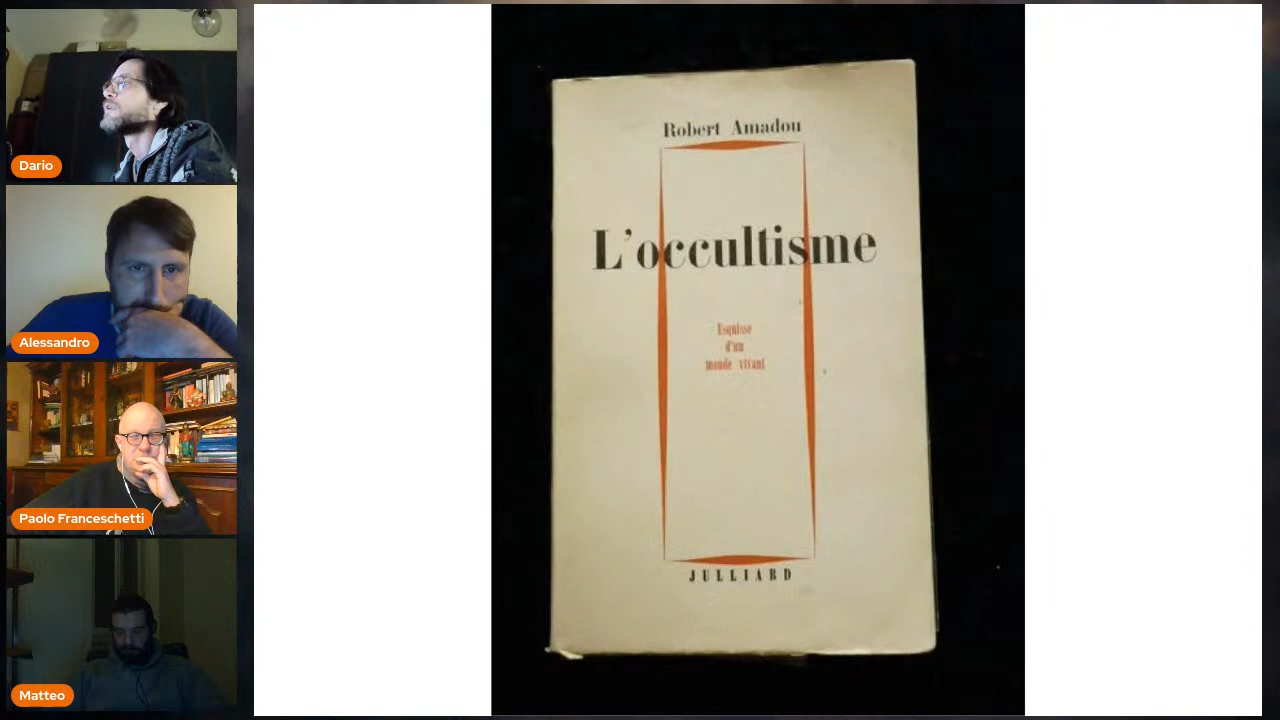 Dario
Alessandro
Paolo Franceschetti
Matteo
Robert Amadou
L'occultisme
Esquisse
d'un
monde vivant
JULLIARD